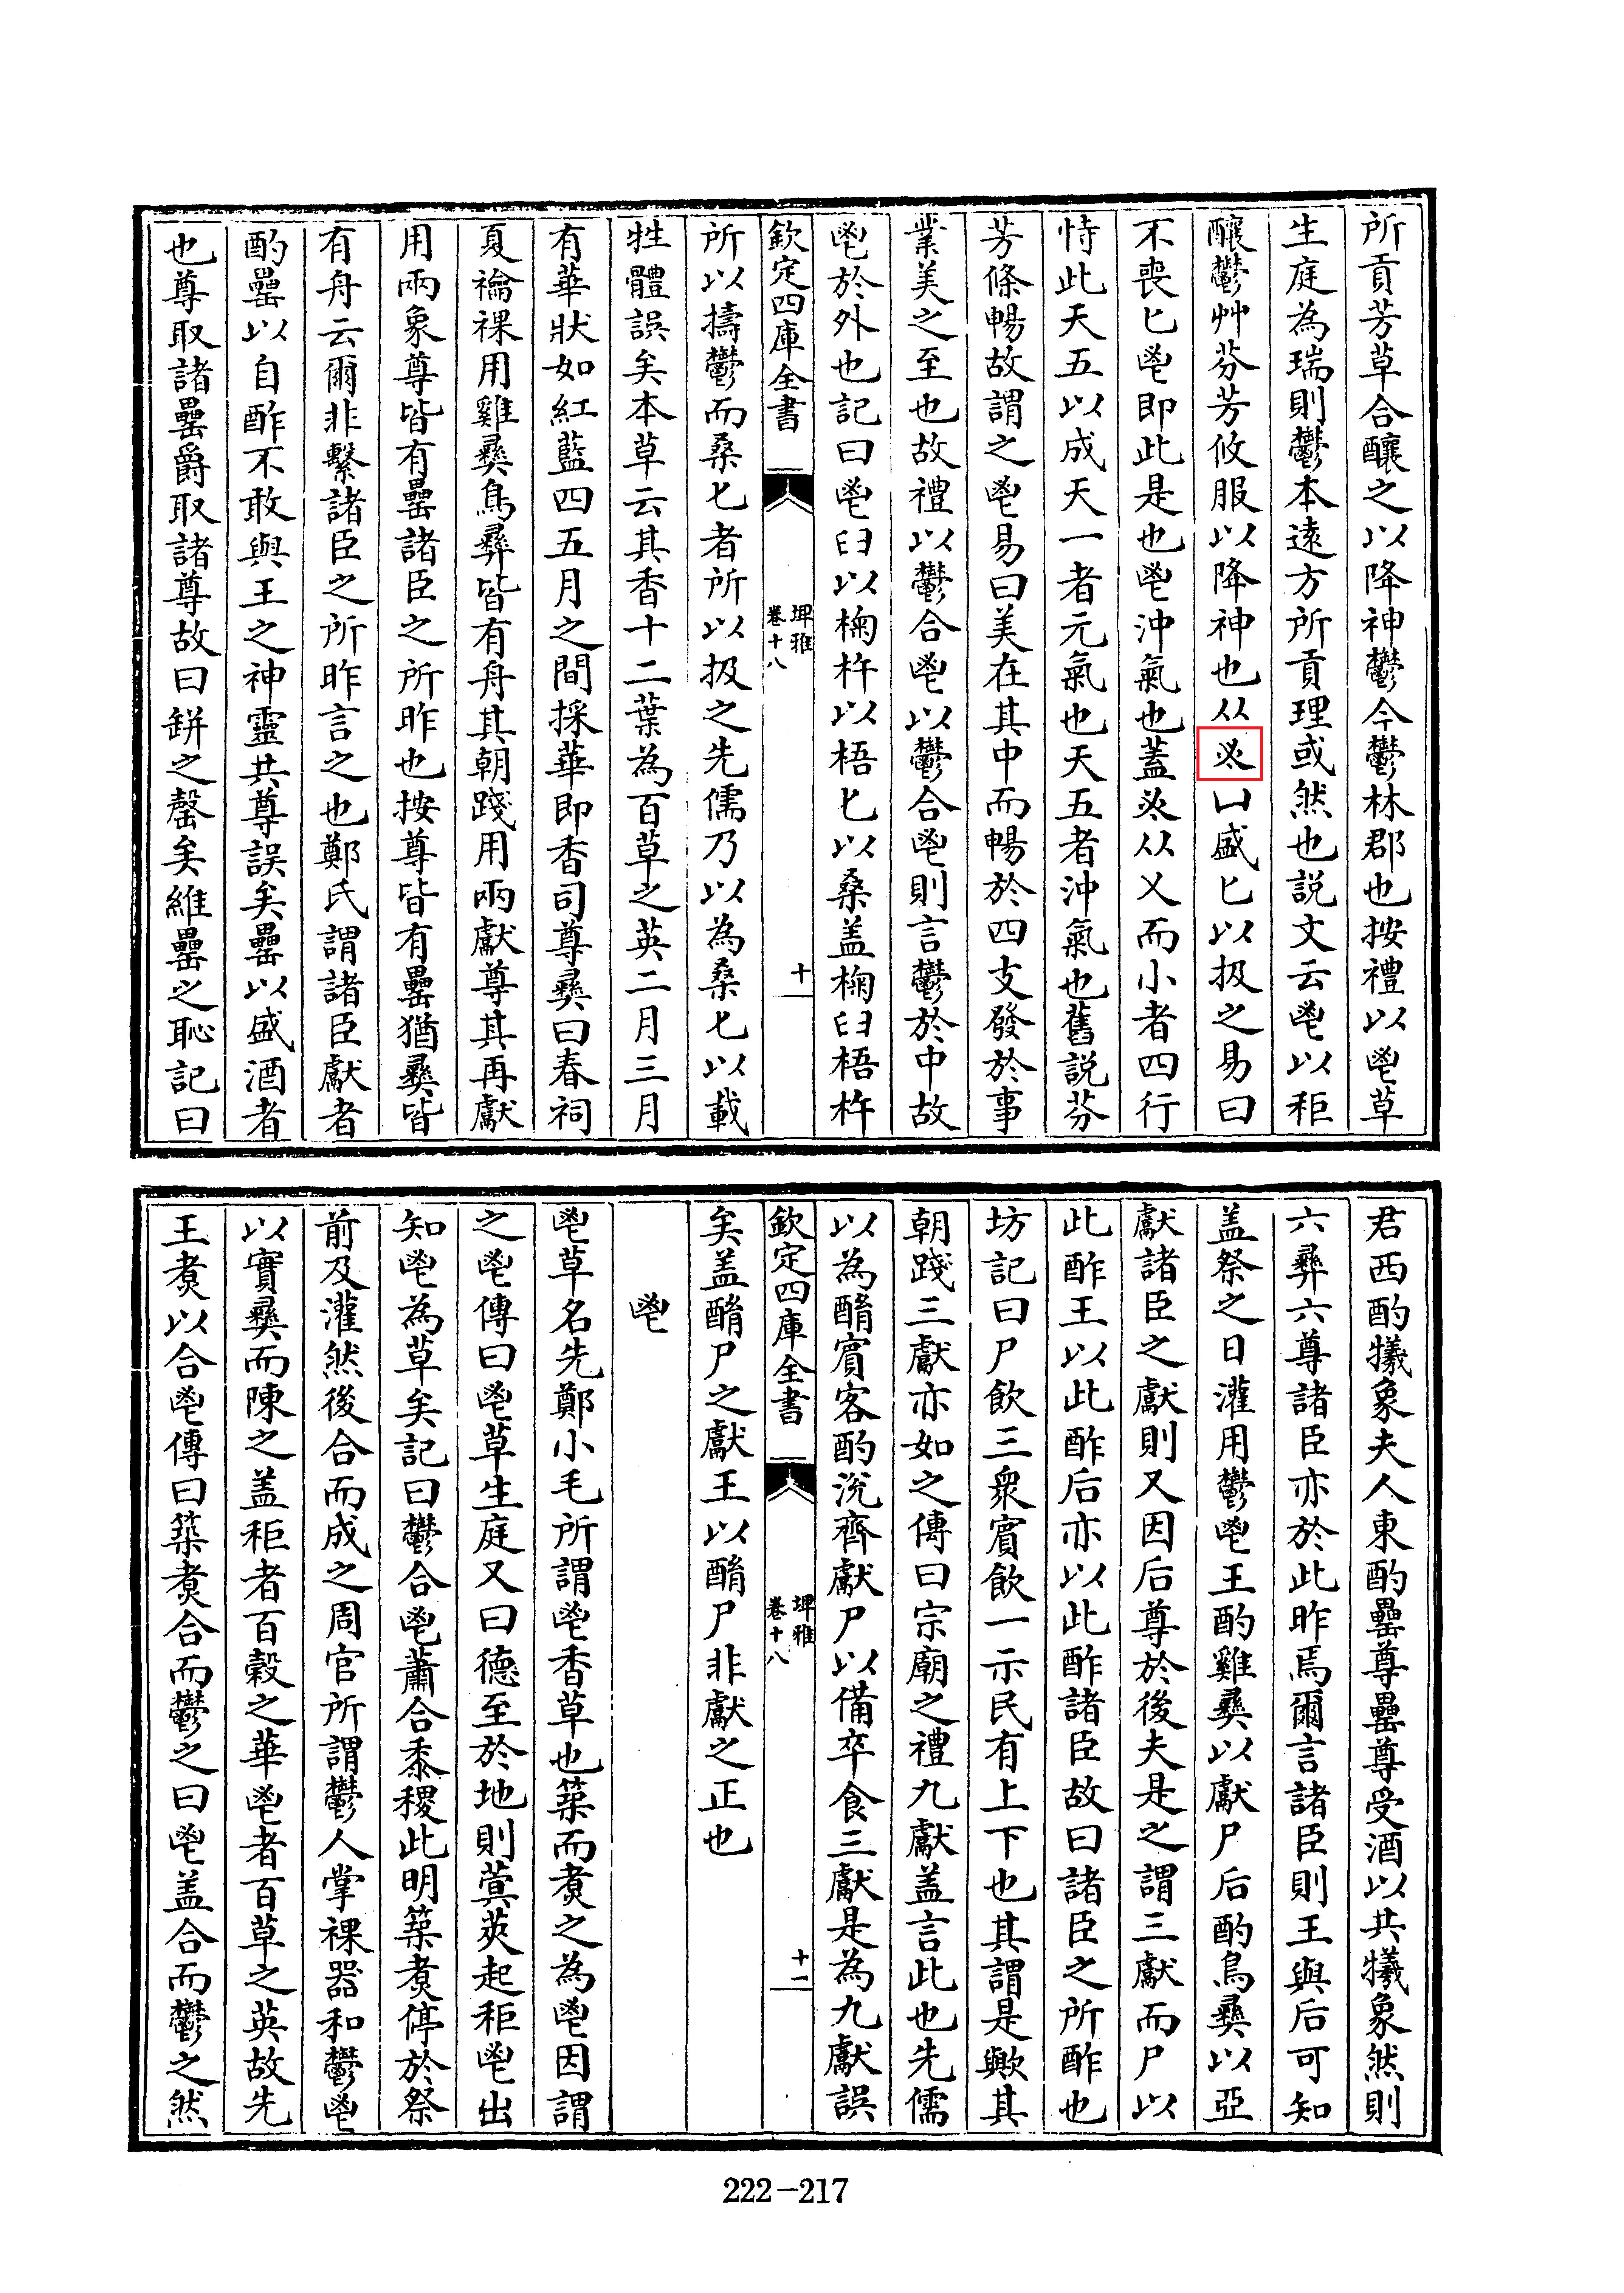 所貢芳草合釀之以降神鬱今鬱林郡也按禮以鬯草
生庭為瑞則鬱本遠方所貢理或然也説文云鬯以秬
釀鬱艸芬芳攸服以降神也从凵盛匕以扱之易曰
不喪匕鬯即此是也鬯沖氣也蓋从乂而小者四行
恃此天五以成天一者元氣也天五者沖氣也舊説芬
芳條暢故謂之鬯易曰美在其中而暢於四支發於事
業美之至也故禮以鬱合鬯以鬱合鬯則言鬱於中故
鬯於外也記曰鬯臼以椈杵以梧匕以桑盖椈臼梧杵
欽定四庫全書
埤雅
卷十八
十
所以擣鬱而桑匕者所以扱之先儒乃以為桑匕以載
牲體誤矣本草云其香十二葉為百草之英二月三月
有華狀如紅藍四五月之間採華即香司尊彝曰春祠
夏禴祼用雞彝鳥彝皆有舟其朝踐用兩獻尊其再獻
用兩象尊皆有罍諸臣之所昨也按尊皆有罍猶彝皆
有舟云爾非繫諸臣之所昨言之也鄭氏謂諸臣獻者
酌罍以自酢不敢與王之神靈共尊誤矣罍以盛酒者
也尊取諸罍爵取諸尊故曰缾之罄矣維罍之恥記曰
君西酌犧象夫人東酌罍尊罍尊受酒以共犧象然則
六彝六尊諸臣亦於此昨焉爾言諸臣則王與后可知
盖祭之日灌用鬱鬯王酌雞彝以獻尸后酌鳥彝以亞
獻諸臣之獻則又因后尊於後夫是之謂三獻而尸以
此酢王以此酢后亦以此酢諸臣故曰諸臣之所酢也
坊記曰尸飲三衆賓飲一示民有上下也其謂是歟其
朝踐三獻亦如之傳曰宗廟之禮九獻盖言此也先儒
以為酳賓客酌涗齊獻尸以備卒食三獻是為九獻誤
欽定四庫全書
埤雅
卷十八
十二
矣盖酳尸之獻王以酳尸非獻之正也
鬯
鬯草名先鄭小毛所謂鬯香草也築而煑之為鬯因謂
之鬯傳曰鬯草生庭又曰德至於地則蓂莢起秬鬯出
知鬯為草矣記曰鬱合鬯蕭合黍稷此明築煑停於祭
前及灌然後合而成之周官所謂鬱人掌祼器和鬱鬯
以實彝而陳之盖秬者百榖之華鬯者百草之英故先
王煑以合鬯傳曰築煑合而鬱之曰鬯盖合而鬱之然
222-217